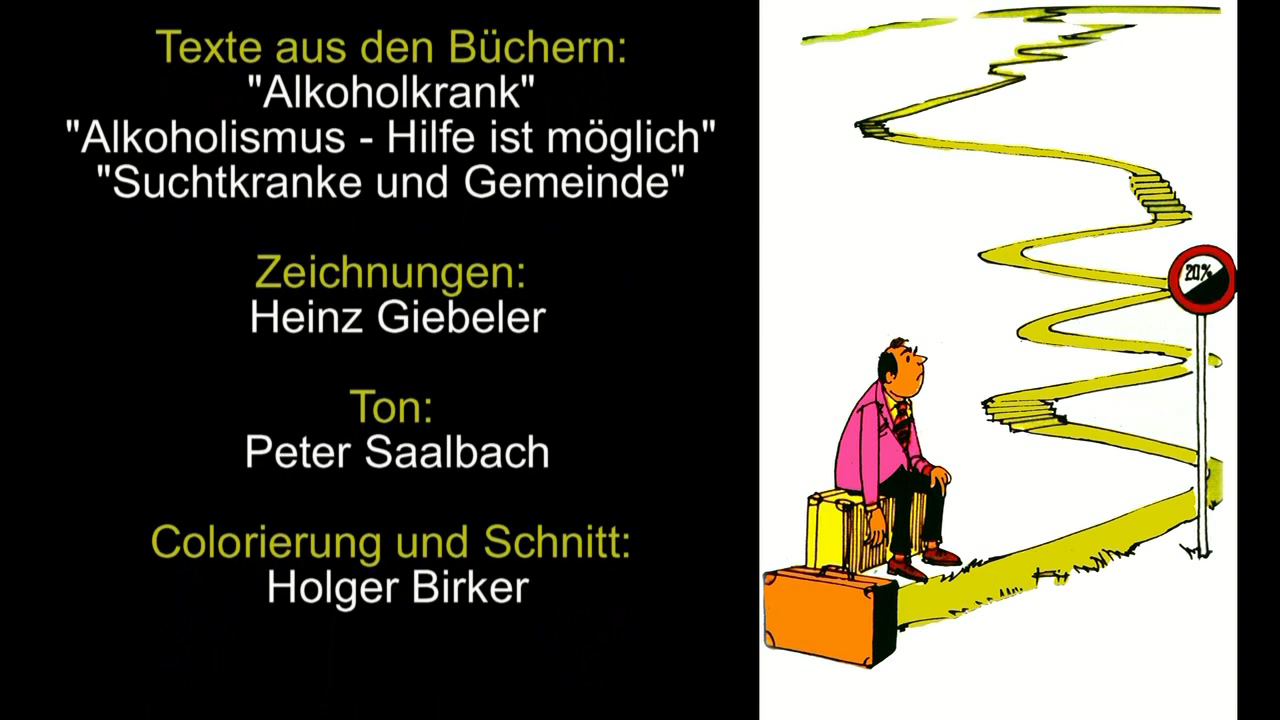 Texte aus den Büchern:
"Alkoholkrank"
"Alkoholismus - Hilfe ist möglich"
"Suchtkranke und Gemeinde"
Zeichnungen:
Heinz Giebeler
Ton:
Peter Saalbach
Colorierung und Schnitt:
Holger Birker
20%